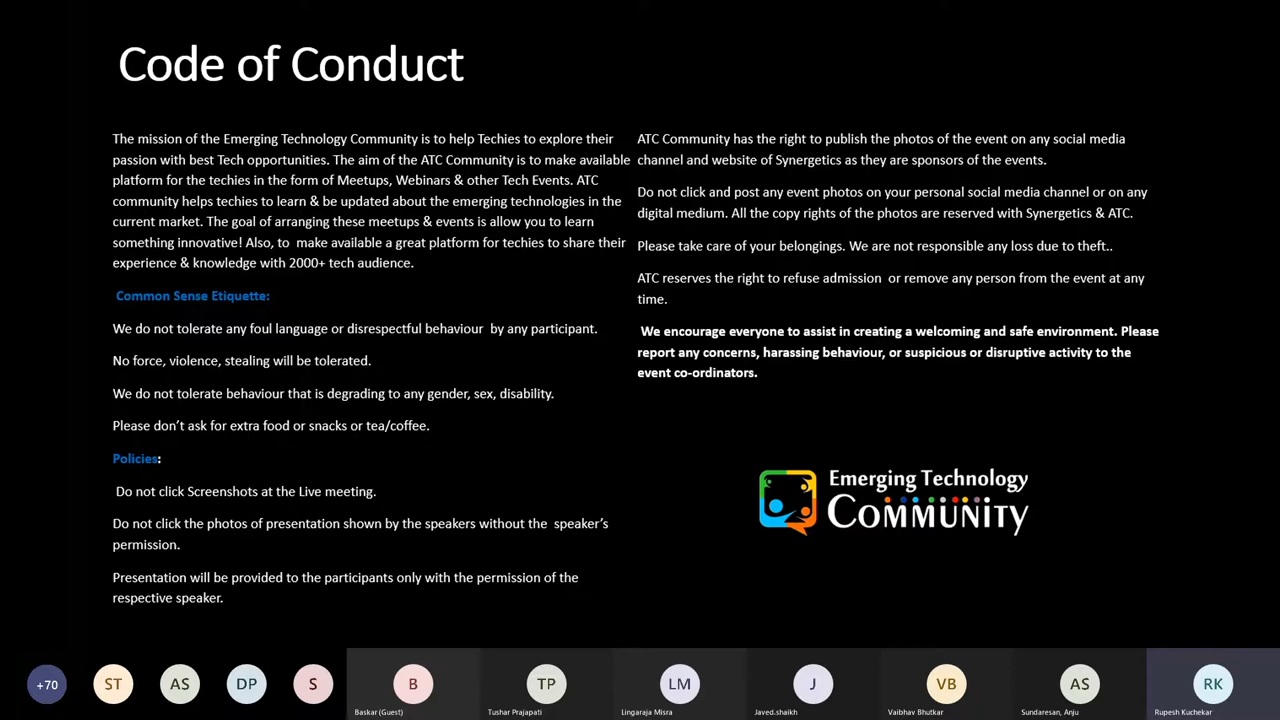 Code of Conduct
The mission of the Emerging Technology Community is to help Techies to explore their
passion with best Tech opportunities. The aim of the ATC Community is to make available
platform for the techies in the form of Meetups, Webinars & other Tech Events. ATC
community helps techies to learn & be updated about the emerging technologies in the
current market. The goal of arranging these meetups & events is allow you to learn
something innovative! Also, to  make available a great platform for techies to share their
experience & knowledge with 2000+ tech audience.
Common Sense Etiquette:
We do not tolerate any foul language or disrespectful behaviour  by any participant.
No force, violence, stealing will be tolerated.
We do not tolerate behaviour that is degrading to any gender, sex, disability.
Please don't ask for extra food or snacks or tea/coffee.
Policies:
Do not click Screenshots at the Live meeting.
Do not click the photos of presentation shown by the speakers without the  speaker's
permission.
Presentation will be provided to the participants only with the permission of the
respective speaker.
ATC Community has the right to publish the photos of the event on any social media
channel and website of Synergetics as they are sponsors of the events.
Do not click and post any event photos on your personal social media channel or on any
digital medium. All the copy rights of the photos are reserved with Synergetics & ATC.
Please take care of your belongings. We are not responsible any loss due to theft..
ATC reserves the right to refuse admission  or remove any person from the event at any
time.
We encourage everyone to assist in creating a welcoming and safe environment. Please
report any concerns, harassing behaviour, or suspicious or disruptive activity to the
event co-ordinators.
Emerging Technology
COMMUNITY
+70
ST
AS
DP
S
B
TP
LM
J
VB
AS
RK
Baskar (Guest)
Tushar Prajapati
Lingaraja Misra
Javed.shaikh
Vaibhav Bhutkar
Sundaresan, Anju
Rupesh Kuchekar